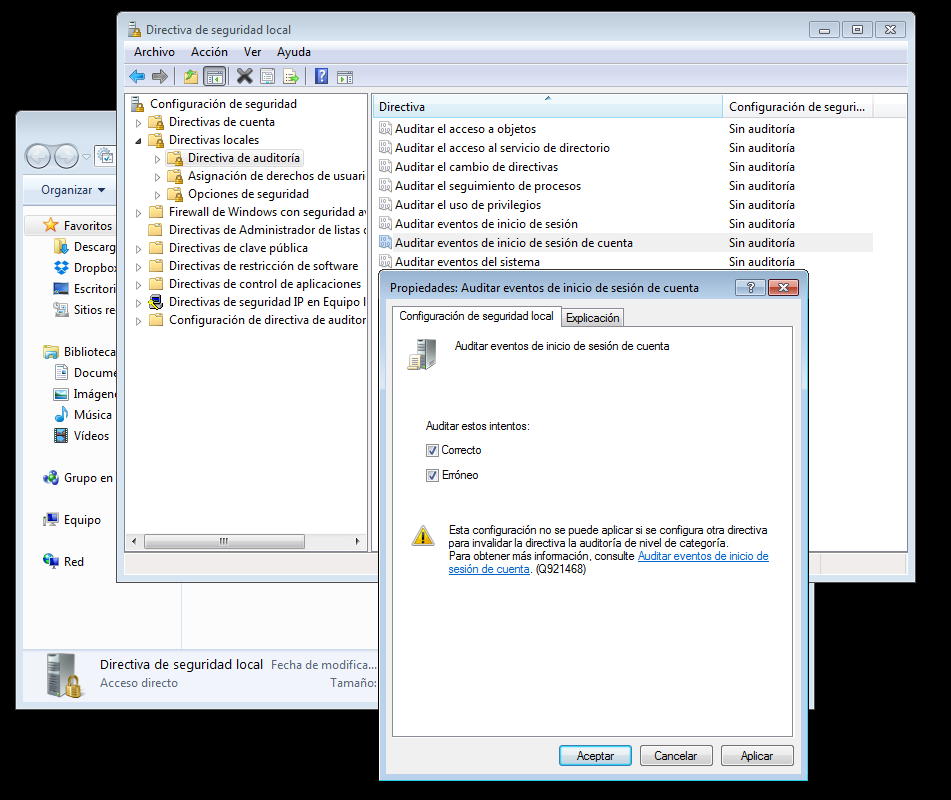 Directiva de seguridad local
Archivo Acción Ver Ayuda
Configuración de seguridad
Directivas de cuenta
Directivas locales
Directiva de auditoría
Asignación de derechos de usuari
Opciones de seguridad
Firewall de Windows con seguridad av
Directivas de Administrador de listas d
Directivas de clave pública
Directivas de restricción de software
Directivas de control de aplicaciones
Directivas de seguridad IP en Equipo l
Configuración de directiva de auditor
Directiva Configuración de seguri...
Auditar el acceso a objetos Sin auditoría
Auditar el acceso al servicio de directorio Sin auditoría
Auditar el cambio de directivas Sin auditoría
Auditar el seguimiento de procesos Sin auditoría
Auditar el uso de privilegios Sin auditoría
Auditar eventos de inicio de sesión Sin auditoría
Auditar eventos de inicio de sesión de cuenta Sin auditoría
Auditar eventos del sistema Sin auditoría
Organizar
Favoritos
Descarg
Dropbo
Escritori
Sitios re
Biblioteca
Docume
Imágene
Música
Vídeos
Grupo en
Equipo
Red
Directiva de seguridad local Fecha de modifica...
Acceso directo Tamaño:
Propiedades: Auditar eventos de inicio de sesión de cuenta
Configuración de seguridad local Explicación
Auditar eventos de inicio de sesión de cuenta
Auditar estos intentos:
Correcto
Erróneo
Esta configuración no se puede aplicar si se configura otra directiva
para invalidar la directiva la auditoría de nivel de categoría.
Para obtener más información, consulte Auditar eventos de inicio de
sesión de cuenta. (Q921468)
Aceptar Cancelar Aplicar